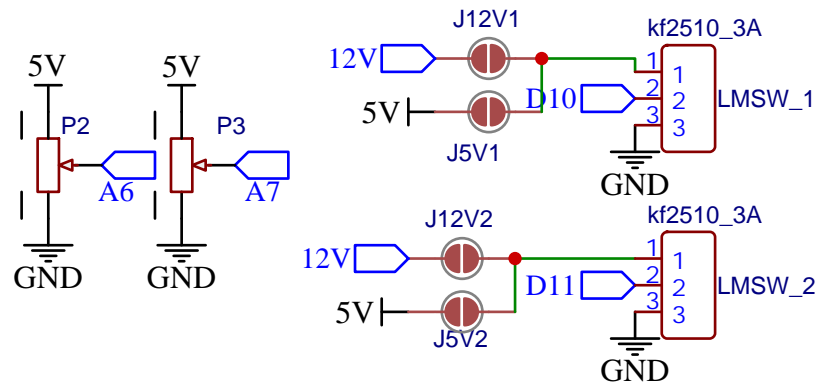 5V
P2
A6
GND
5V
P3
A7
GND
J12V1
12V
5V
J5V1
kf2510_3A
1
1
D10
2
2
3
3
LMSW_1
GND
J12V2
12V
5V
J5V2
kf2510_3A
1
1
D11
2
2
3
3
LMSW_2
GND